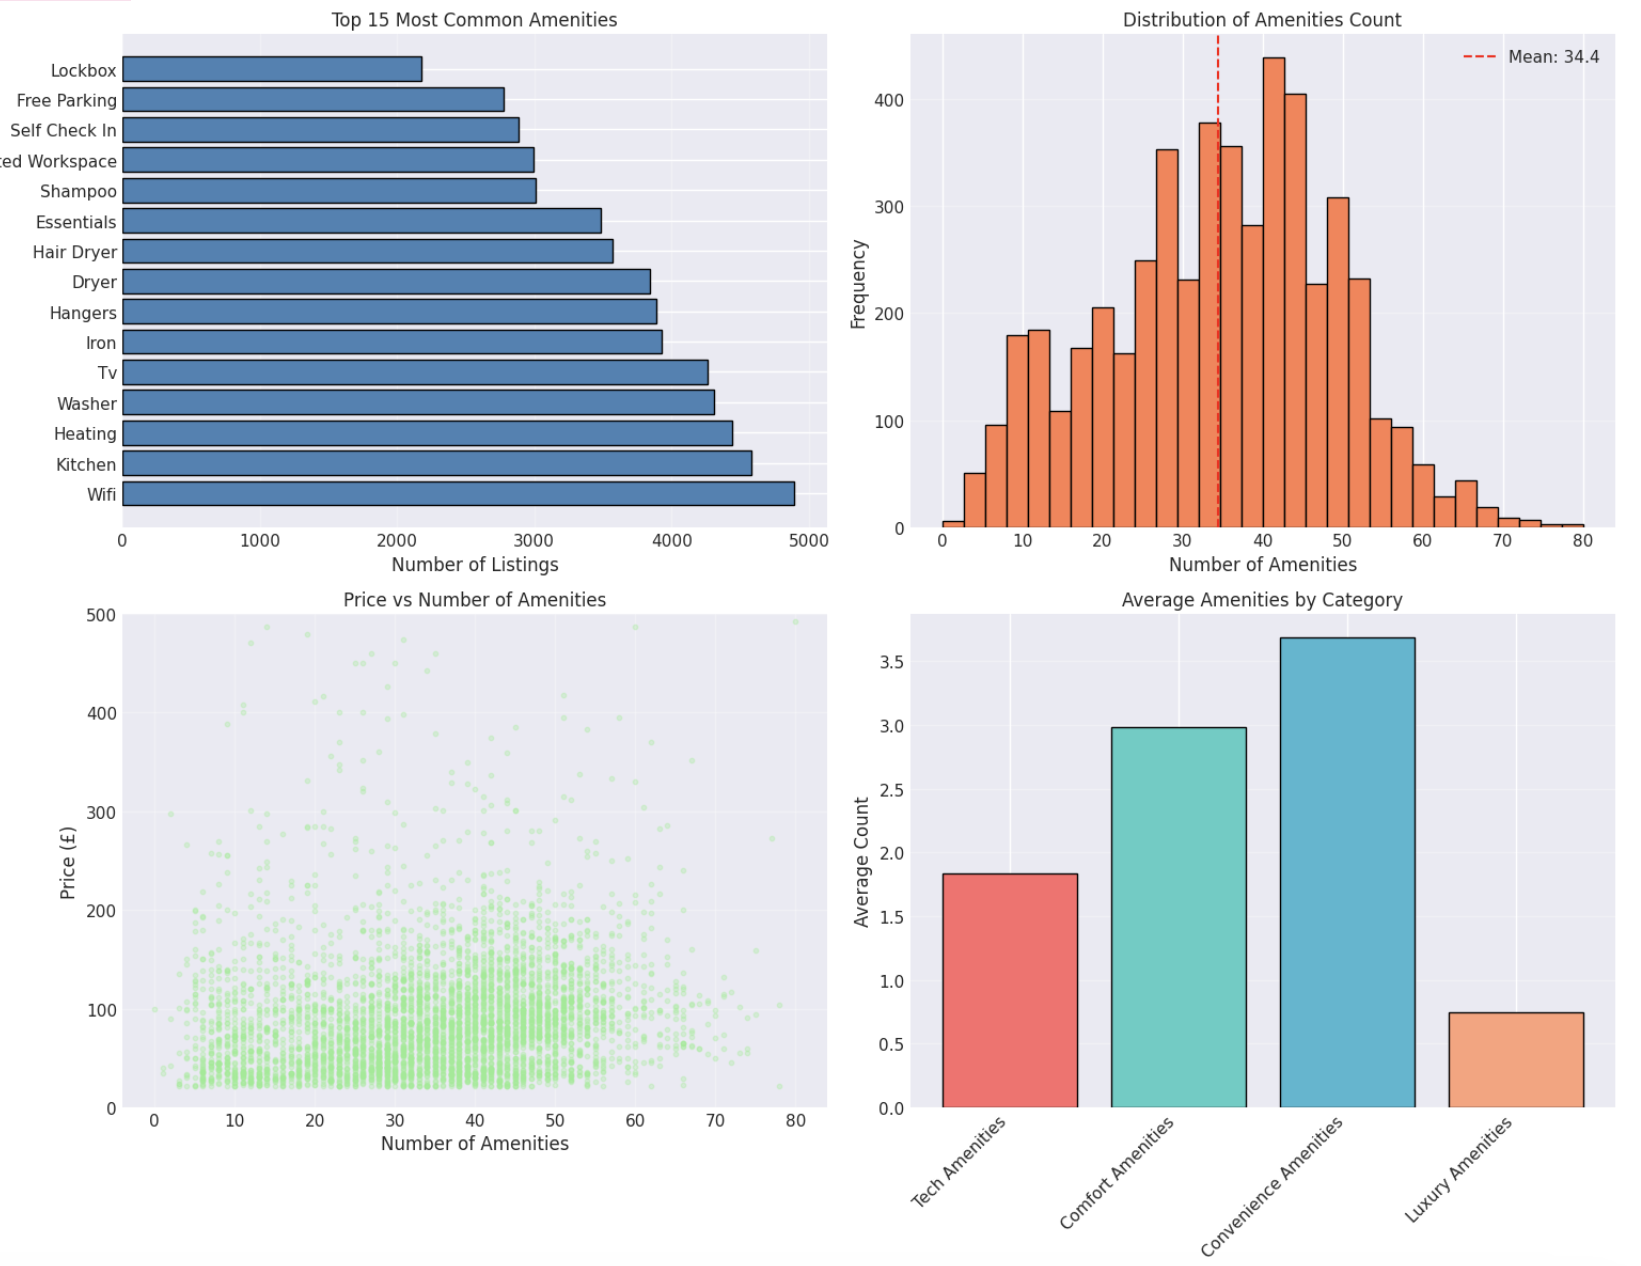 Top 15 Most Common Amenities
Lockbox
Free Parking
Self Check In
ted Workspace
Shampoo
Essentials
Hair Dryer
Dryer
Hangers
Iron
Tv
Washer
Heating
Kitchen
Wifi
0 1000 2000 3000 4000 5000
Number of Listings
Distribution of Amenities Count
Mean: 34.4
Frequency
400
300
200
100
0
0 10 20 30 40 50 60 70 80
Number of Amenities
Price vs Number of Amenities
Price (£)
500
400
300
200
100
0
0 10 20 30 40 50 60 70 80
Number of Amenities
Average Amenities by Category
Average Count
3.5
3.0
2.5
2.0
1.5
1.0
0.5
0.0
Tech Amenities
Comfort Amenities
Convenience Amenities
Luxury Amenities